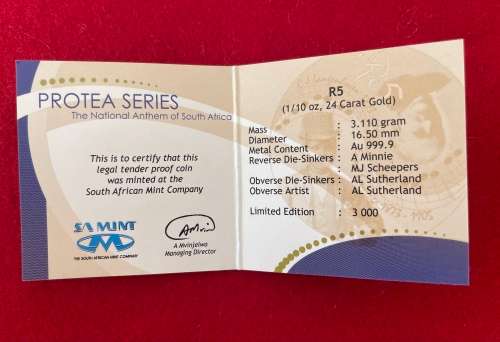 PROTEA SERIES
The National Anthem of South Africa
This is to certify that this
legal tender proof coin
was minted at the
South African Mint Company
SA MINT
THE SOUTH AFRICAN MINT COMPANY
A Mvinjelwa
Managing Director
R5
(1/10 oz, 24 Carat Gold)
Mass : 3.110 gram
Diameter : 16.50 mm
Metal Content : Au 999.9
Reverse Die-Sinkers : A Minnie
MJ Scheepers
Obverse Die-Sinkers : AL Sutherland
Obverse Artist : AL Sutherland
Limited Edition : 3 000